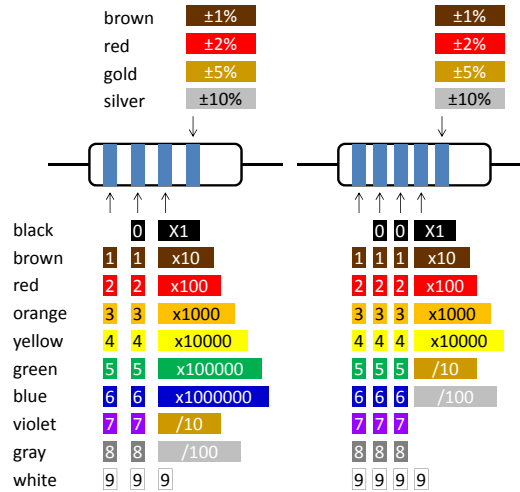 brown ±1% ±1%
red ±2% ±2%
gold ±5% ±5%
silver ±10% ±10%
black 0 X1 0 0 X1
brown 1 1 x10 1 1 1 x10
red 2 2 x100 2 2 2 x100
orange 3 3 x1000 3 3 3 x1000
yellow 4 4 x10000 4 4 4 x10000
green 5 5 x100000 5 5 5 /10
blue 6 6 x1000000 6 6 6 /100
violet 7 7 /10 7 7 7
gray 8 8 /100 8 8 8
white 9 9 9 9 9 9 9